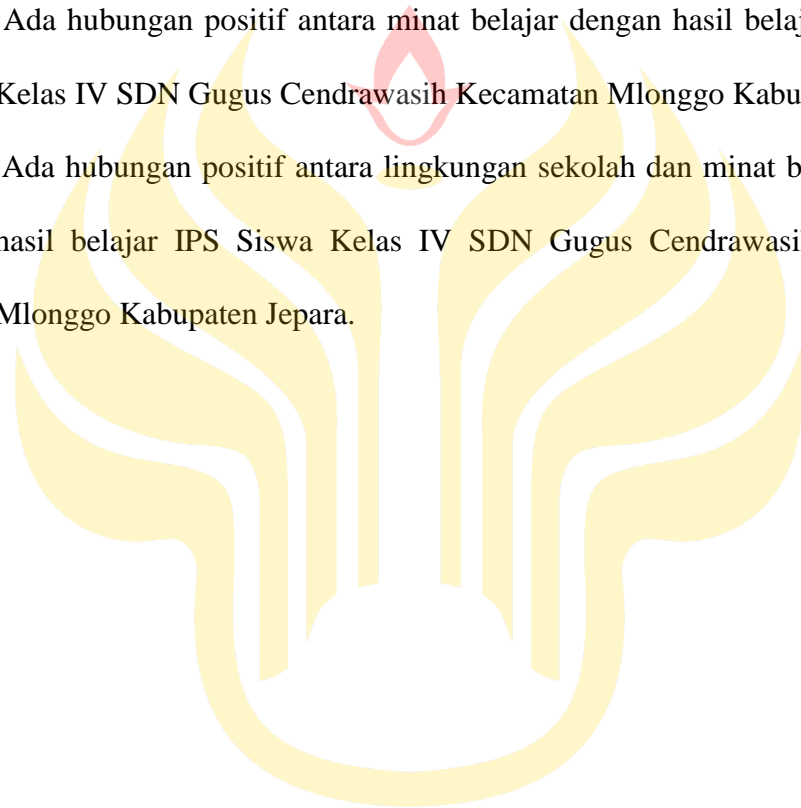 Ada hubungan positif antara minat belajar dengan hasil belaj
Kelas IV SDN Gugus Cendrawasih Kecamatan Mlonggo Kabu
Ada hubungan positif antara lingkungan sekolah dan minat b
hasil belajar IPS Siswa Kelas IV SDN Gugus Cendrawasi
Mlonggo Kabupaten Jepara.